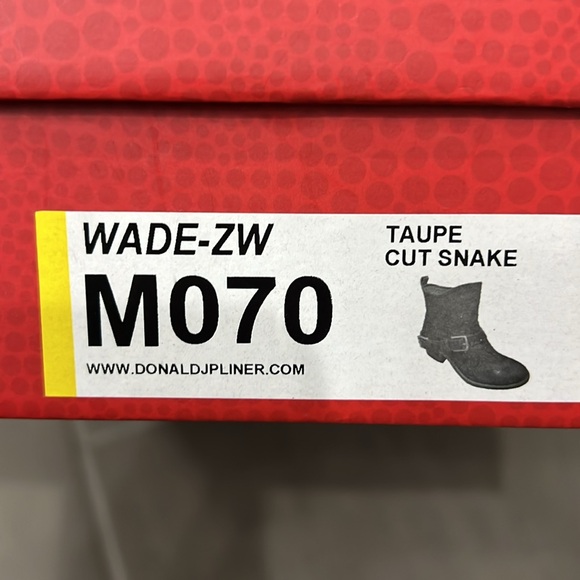 WADE-ZW
M070
WWW.DONALDJPLINER.COM
TAUPE
CUT SNAKE